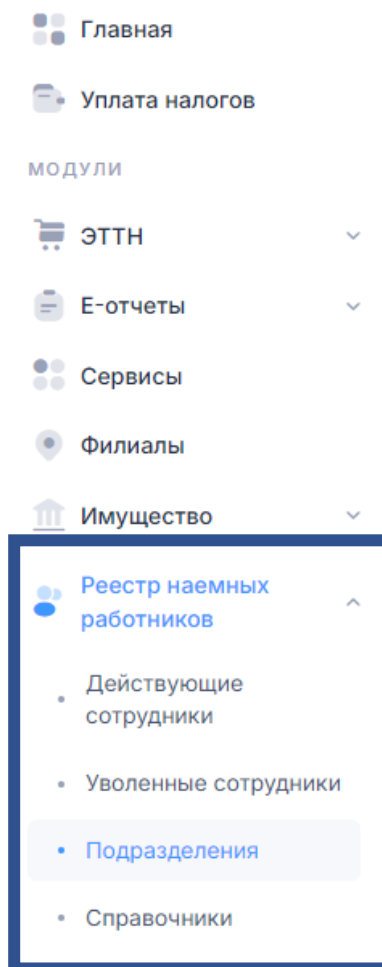 Главная
Уплата налогов
МОДУЛИ
ЭТТН
Е-отчеты
Сервисы
Филиалы
Имущество
Реестр наемных
работников
Действующие
сотрудники
Уволенные сотрудники
Подразделения
Справочники